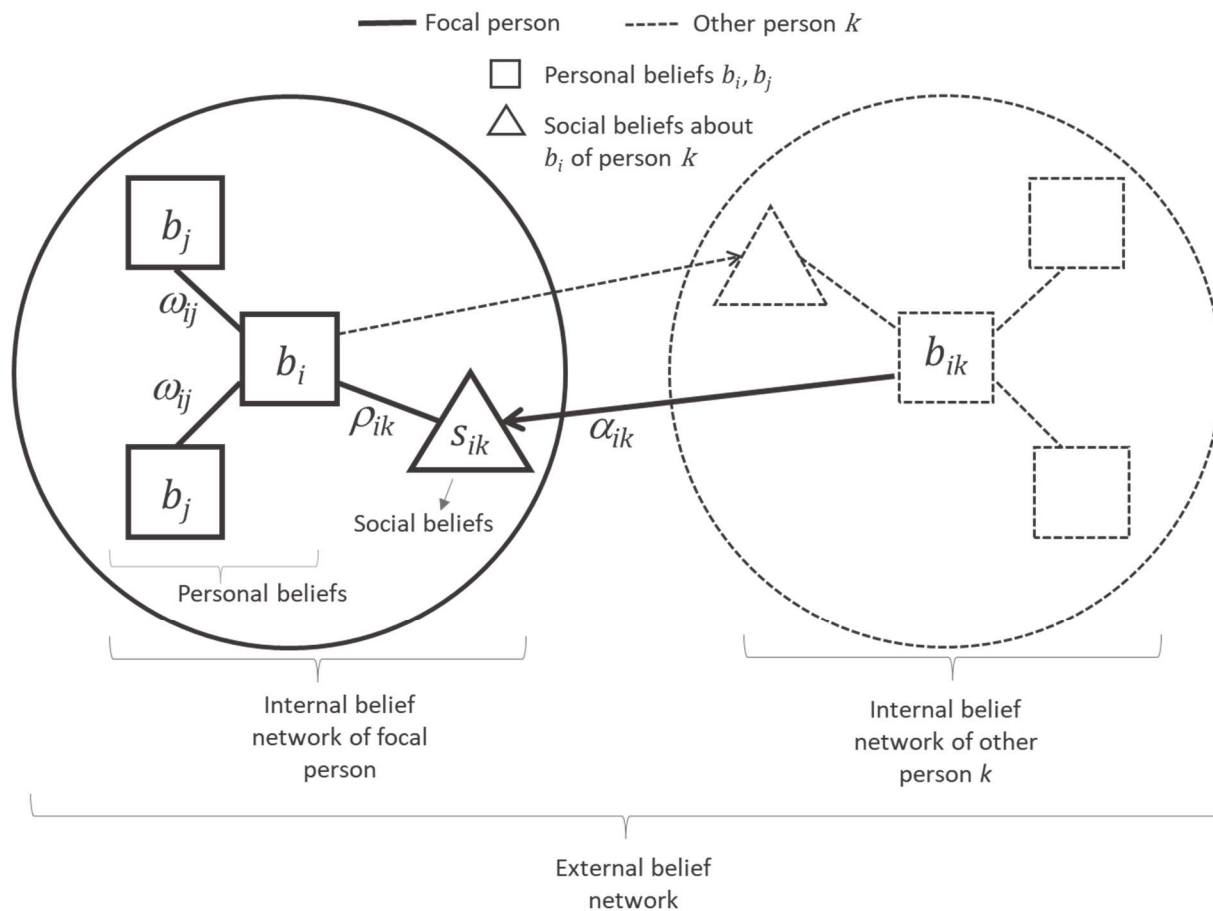 Focal person
Other person k
Personal beliefs b_i, b_j
Social beliefs about
b_i of person k
b_j
ω_ij
b_i
ω_ij
b_j
ρ_ik
s_ik
α_ik
b_ik
Social beliefs
Personal beliefs
Internal belief
network of focal
person
Internal belief
network of other
person k
External belief
network